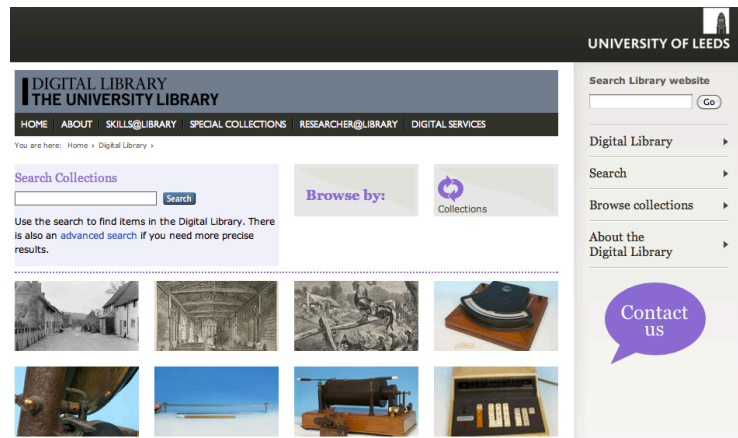 UNIVERSITY OF LEEDS
DIGITAL LIBRARY
THE UNIVERSITY LIBRARY
HOME ABOUT SKILLS@LIBRARY SPECIAL COLLECTIONS RESEARCHER@LIBRARY DIGITAL SERVICES
You are here: Home › Digital Library ›
Search Collections
Search
Use the search to find items in the Digital Library. There
is also an advanced search if you need more precise
results.
Browse by:
Collections
Search Library website
Go
Digital Library
Search
Browse collections
About the
Digital Library
Contact
us